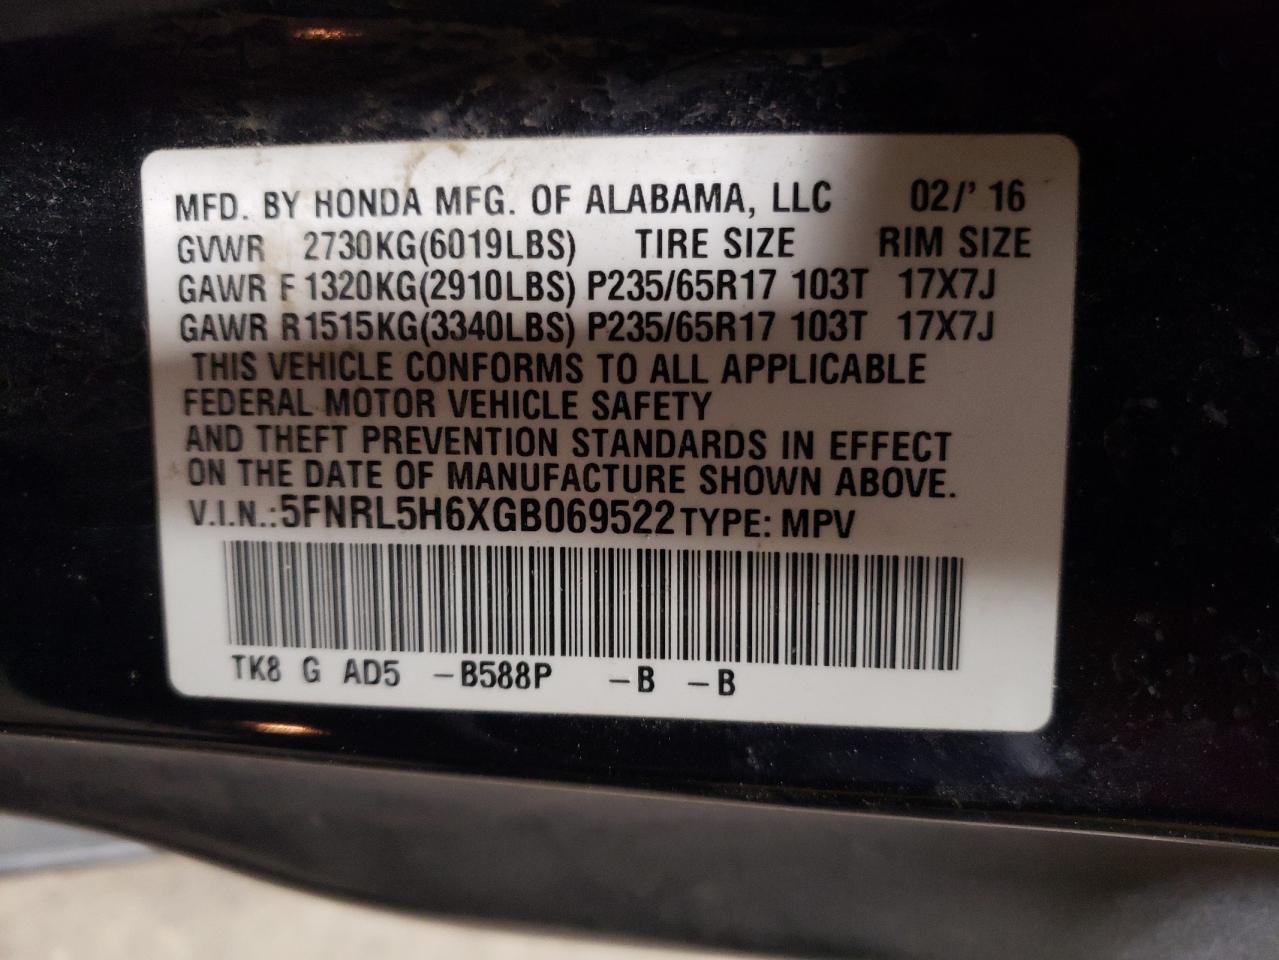 MFD. BY HONDA MFG. OF ALABAMA, LLC 02/' 16
GVWR 2730KG(6019LBS) TIRE SIZE RIM SIZE
GAWR F 1320KG(2910LBS) P235/65R17 103T 17X7J
GAWR R1515KG(3340LBS) P235/65R17 103T 17X7J
THIS VEHICLE CONFORMS TO ALL APPLICABLE
FEDERAL MOTOR VEHICLE SAFETY
AND THEFT PREVENTION STANDARDS IN EFFECT
ON THE DATE OF MANUFACTURE SHOWN ABOVE.
V.I.N.:5FNRL5H6XGB069522 TYPE: MPV
TK8 G AD5 -B588P -B -B